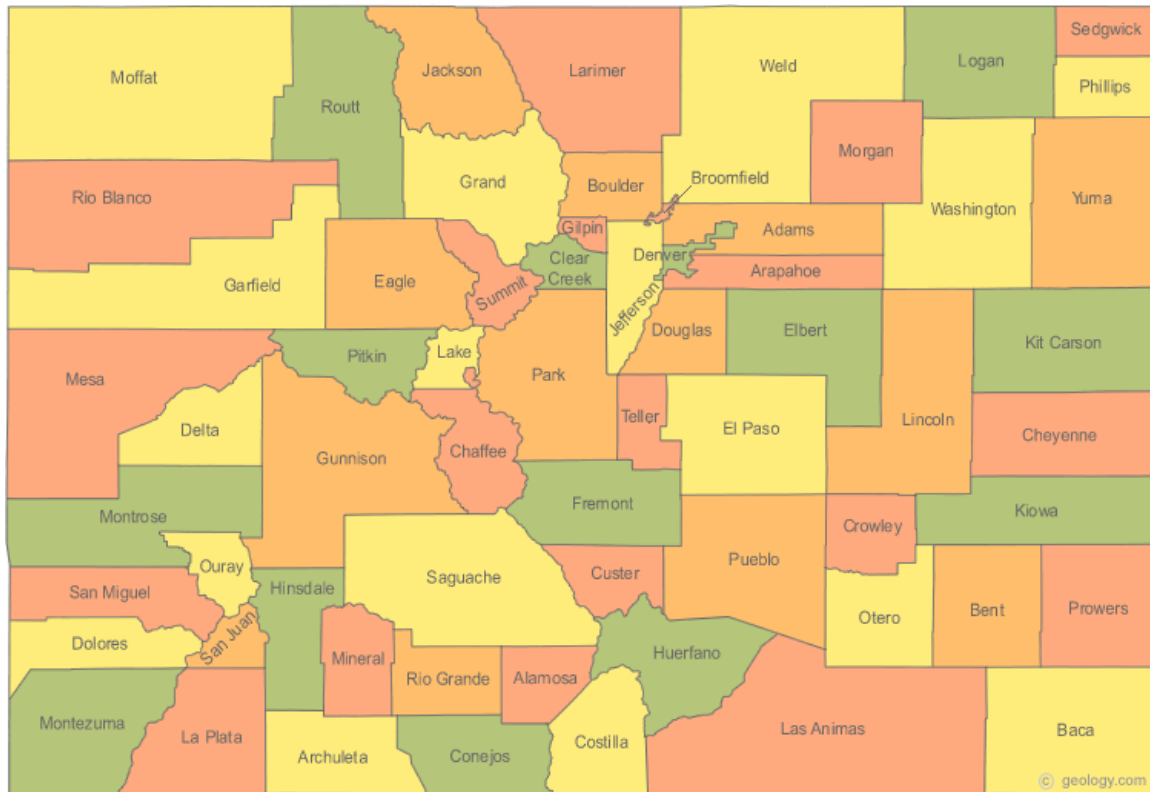 Sedgwick
Moffat
Jackson
Larimer
Weld
Logan
Phillips
Routt
Morgan
Grand
Boulder
Broomfield
Rio Blanco
Yuma
Washington
Gilpin
Adams
Denver
Clear
Creek
Arapahoe
Garfield
Eagle
Summit
Jefferson
Douglas
Elbert
Kit Carson
Pitkin
Lake
Mesa
Park
Teller
Lincoln
Delta
El Paso
Cheyenne
Gunnison
Chaffee
Fremont
Montrose
Kiowa
Crowley
Ouray
Pueblo
Saguache
Custer
Hinsdale
San Miguel
Otero
Bent
Prowers
Dolores
San Juan
Mineral
Huerfano
Rio Grande
Alamosa
Montezuma
La Plata
Las Animas
Baca
Costilla
Archuleta
Conejos
© geology.com